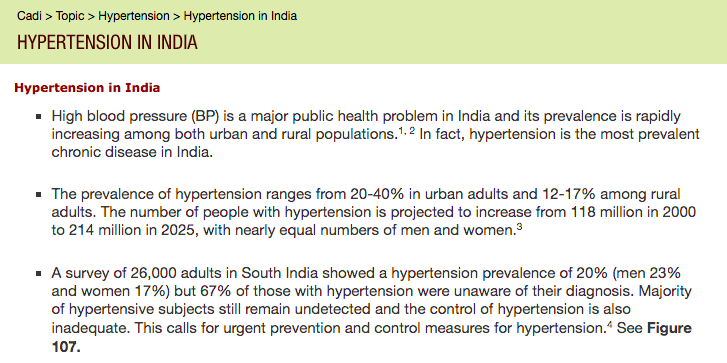 Cadi > Topic > Hypertension > Hypertension in India
HYPERTENSION IN INDIA
Hypertension in India
▪ High blood pressure (BP) is a major public health problem in India and its prevalence is rapidly
increasing among both urban and rural populations.1, 2 In fact, hypertension is the most prevalent
chronic disease in India.
▪ The prevalence of hypertension ranges from 20-40% in urban adults and 12-17% among rural
adults. The number of people with hypertension is projected to increase from 118 million in 2000
to 214 million in 2025, with nearly equal numbers of men and women.3
▪ A survey of 26,000 adults in South India showed a hypertension prevalence of 20% (men 23%
and women 17%) but 67% of those with hypertension were unaware of their diagnosis. Majority
of hypertensive subjects still remain undetected and the control of hypertension is also
inadequate. This calls for urgent prevention and control measures for hypertension.4 See Figure
107.